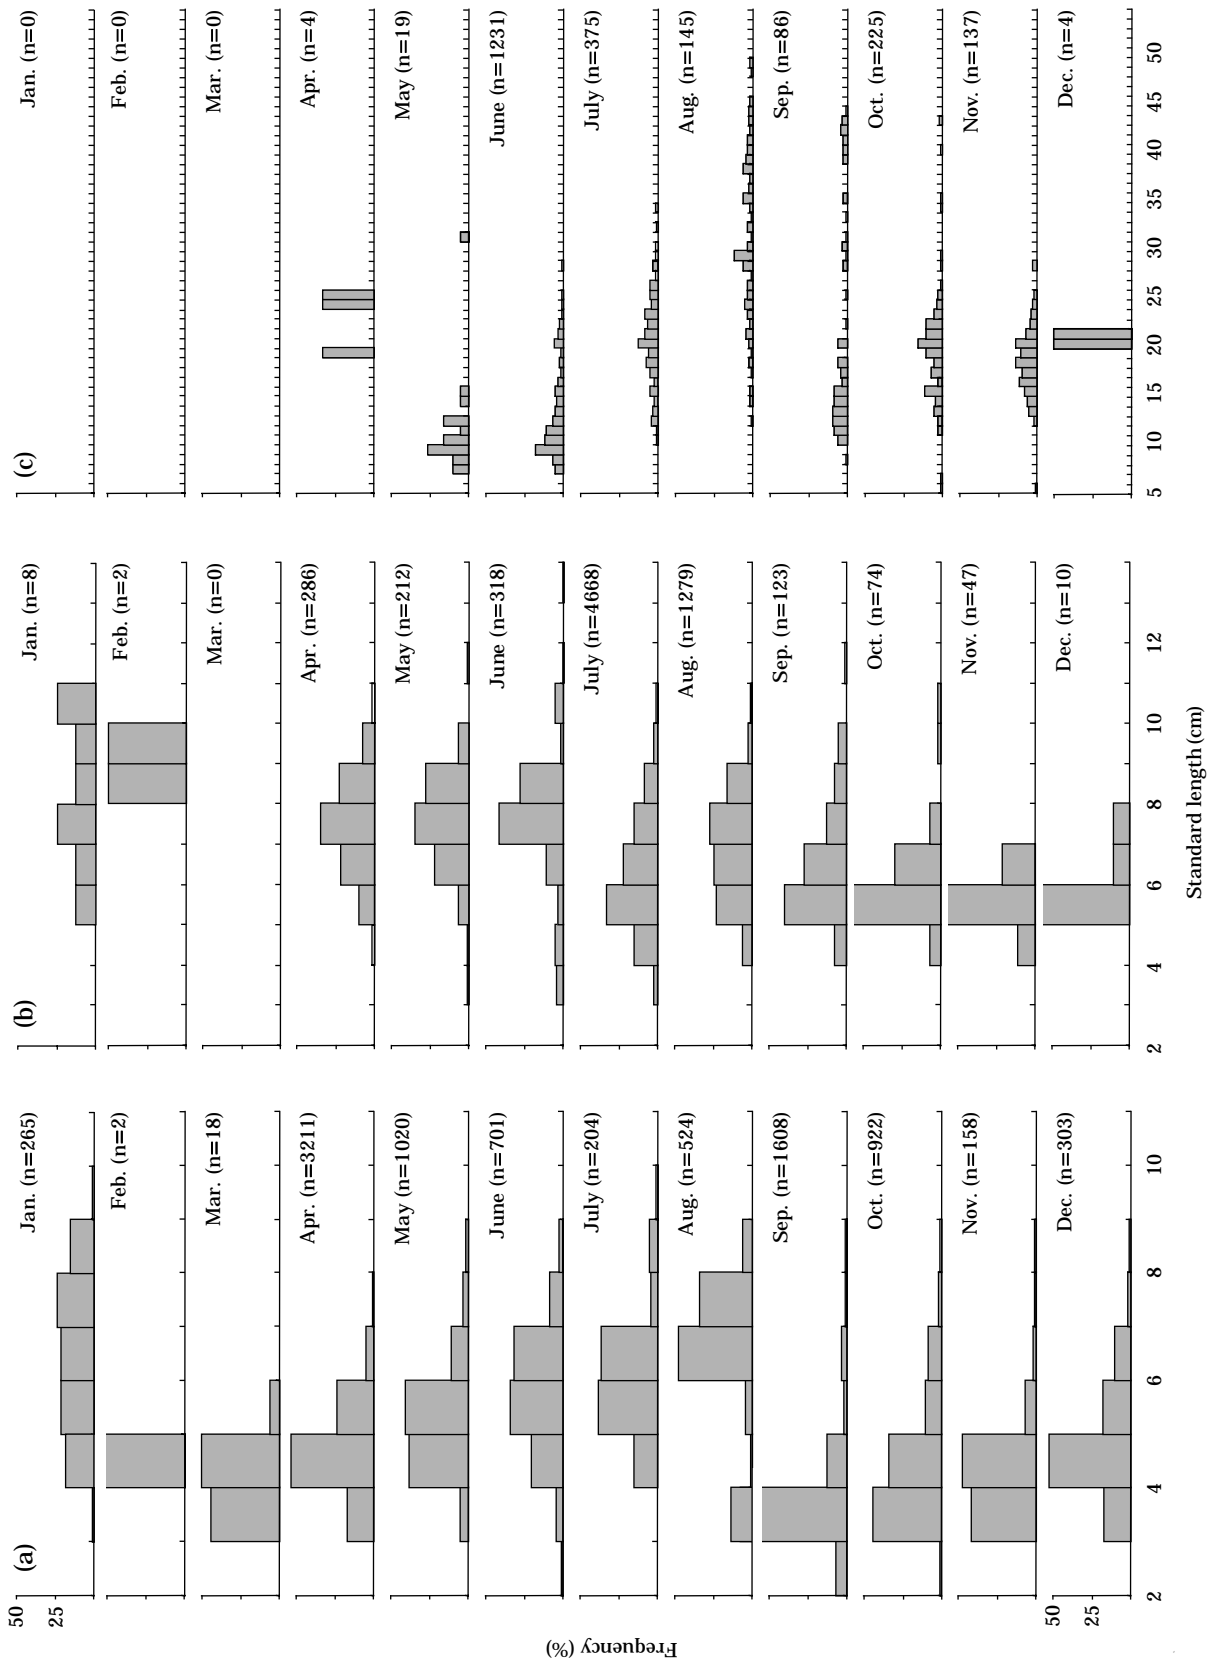 (a)
50
25
Jan. (n=265)
Feb. (n=2)
Mar. (n=18)
Apr. (n=3211)
May (n=1020)
June (n=701)
July (n=204)
Aug. (n=524)
Sep. (n=1608)
Oct. (n=922)
Nov. (n=158)
Dec. (n=303)
50
25
2 4 6 8 10
(b)
Jan. (n=8)
Feb. (n=2)
Mar. (n=0)
Apr. (n=286)
May (n=212)
June (n=318)
July (n=4668)
Aug. (n=1279)
Sep. (n=123)
Oct. (n=74)
Nov. (n=47)
Dec. (n=10)
2 4 6 8 10 12
(c)
Jan. (n=0)
Feb. (n=0)
Mar. (n=0)
Apr. (n=4)
May (n=19)
June (n=1231)
July (n=375)
Aug. (n=145)
Sep. (n=86)
Oct. (n=225)
Nov. (n=137)
Dec. (n=4)
5 10 15 20 25 30 35 40 45 50
Standard length (cm)
Frequency (%)